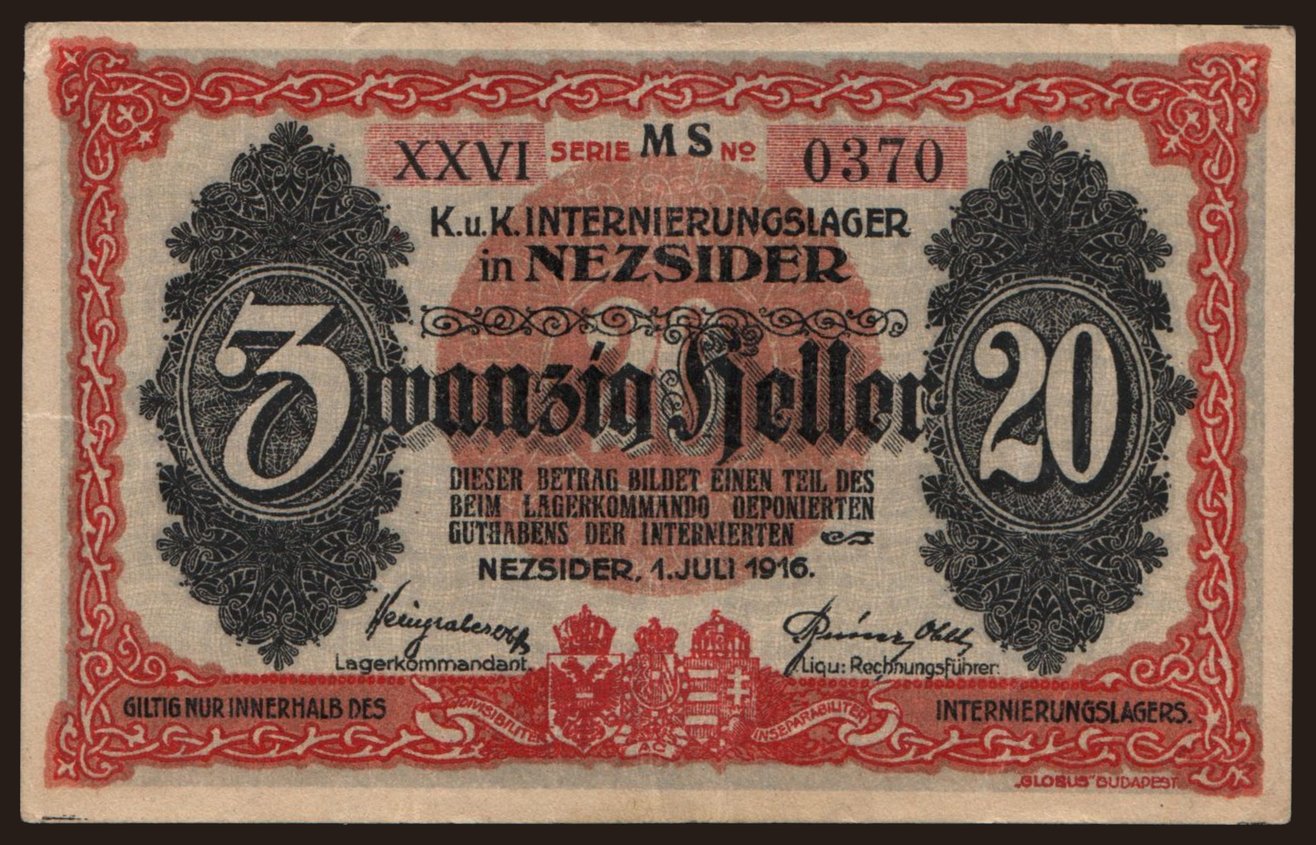 XXVI SERIE MS No 0370
K.u.K. INTERNIERUNGSLAGER
in NEZSIDER
Zwanzig Heller
20
20
DIESER BETRAG BILDET EINEN TEIL DES
BEIM LAGERKOMMANDO DEPONIERTEN
GUTHABENS DER INTERNIERTEN
NEZSIDER, 1. JULI 1916.
Lagerkommandant. Liqu: Rechnungsführer:
GILTIG NUR INNERHALB DES INTERNIERUNGSLAGERS.
AC INSEPARABILITER
„GLOBUS" BUDAPEST